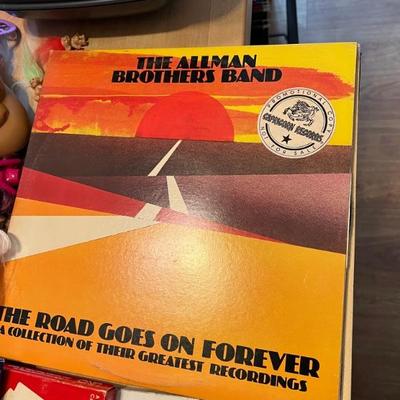 THE ALLMAN
BROTHERS BAND
PROMOTIONAL COPY
CAPRICORN RECORDS
NOT FOR SALE
THE ROAD GOES ON FOREVER
A COLLECTION OF THEIR GREATEST RECORDINGS